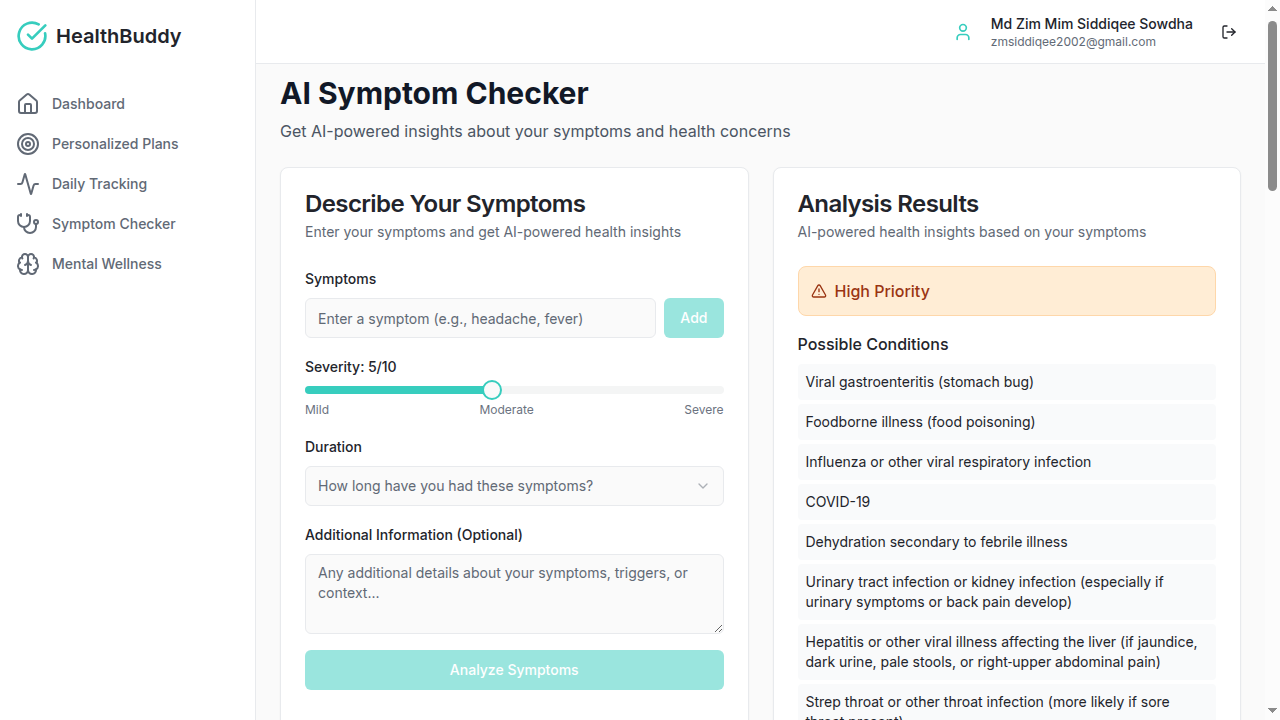 HealthBuddy
Dashboard
Personalized Plans
Daily Tracking
Symptom Checker
Mental Wellness
Md Zim Mim Siddiqee Sowdha
zmsiddiqee2002@gmail.com
AI Symptom Checker
Get AI-powered insights about your symptoms and health concerns
Describe Your Symptoms
Enter your symptoms and get AI-powered health insights
Symptoms
Enter a symptom (e.g., headache, fever)
Add
Severity: 5/10
Mild
Moderate
Severe
Duration
How long have you had these symptoms?
Additional Information (Optional)
Any additional details about your symptoms, triggers, or
context...
Analyze Symptoms
Analysis Results
AI-powered health insights based on your symptoms
High Priority
Possible Conditions
Viral gastroenteritis (stomach bug)
Foodborne illness (food poisoning)
Influenza or other viral respiratory infection
COVID-19
Dehydration secondary to febrile illness
Urinary tract infection or kidney infection (especially if
urinary symptoms or back pain develop)
Hepatitis or other viral illness affecting the liver (if jaundice,
dark urine, pale stools, or right-upper abdominal pain)
Strep throat or other throat infection (more likely if sore
throat present)